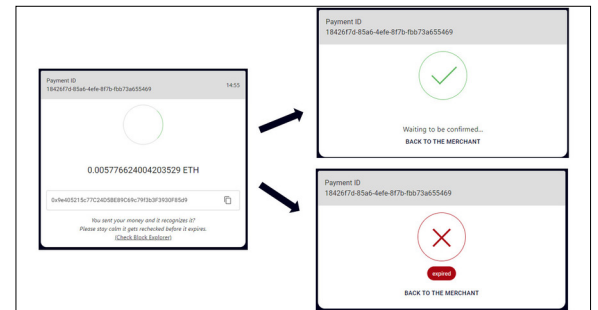 Payment ID
18426f7d-85a6-4efe-8f7b-fbb73a655469
14:55
0.005776624004203529 ETH
0x9e405215c77C24D58E89C69c79f3b3F3930F85d9
You sent your money and it recognizes it?
Please stay calm it gets rechecked before it expires.
(Check Block Explorer)
Payment ID
18426f7d-85a6-4efe-8f7b-fbb73a655469
Waiting to be confirmed...
BACK TO THE MERCHANT
Payment ID
18426f7d-85a6-4efe-8f7b-fbb73a655469
expired
BACK TO THE MERCHANT